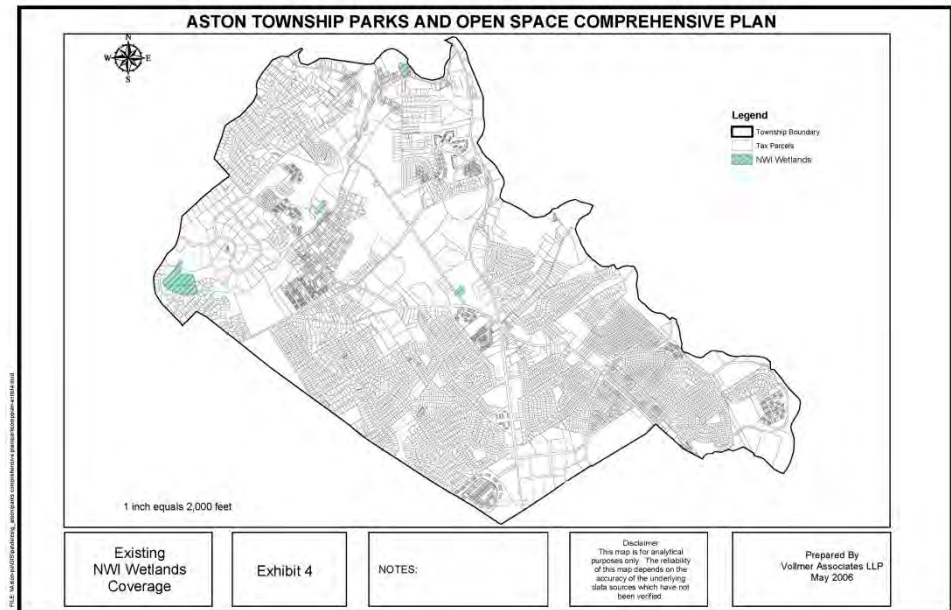 ASTON TOWNSHIP PARKS AND OPEN SPACE COMPREHENSIVE PLAN
N
W E
S
Legend
Township Boundary
Tax Parcels
NWI Wetlands
1 inch equals 2,000 feet
Existing
NWI Wetlands
Coverage
Exhibit 4
NOTES:
Disclaimer
This map is for analytical
purposes only. The reliability
of this map depends on the
accuracy of the underlying
data sources which have not
been verified
Prepared By
Vollmer Associates LLP
May 2006